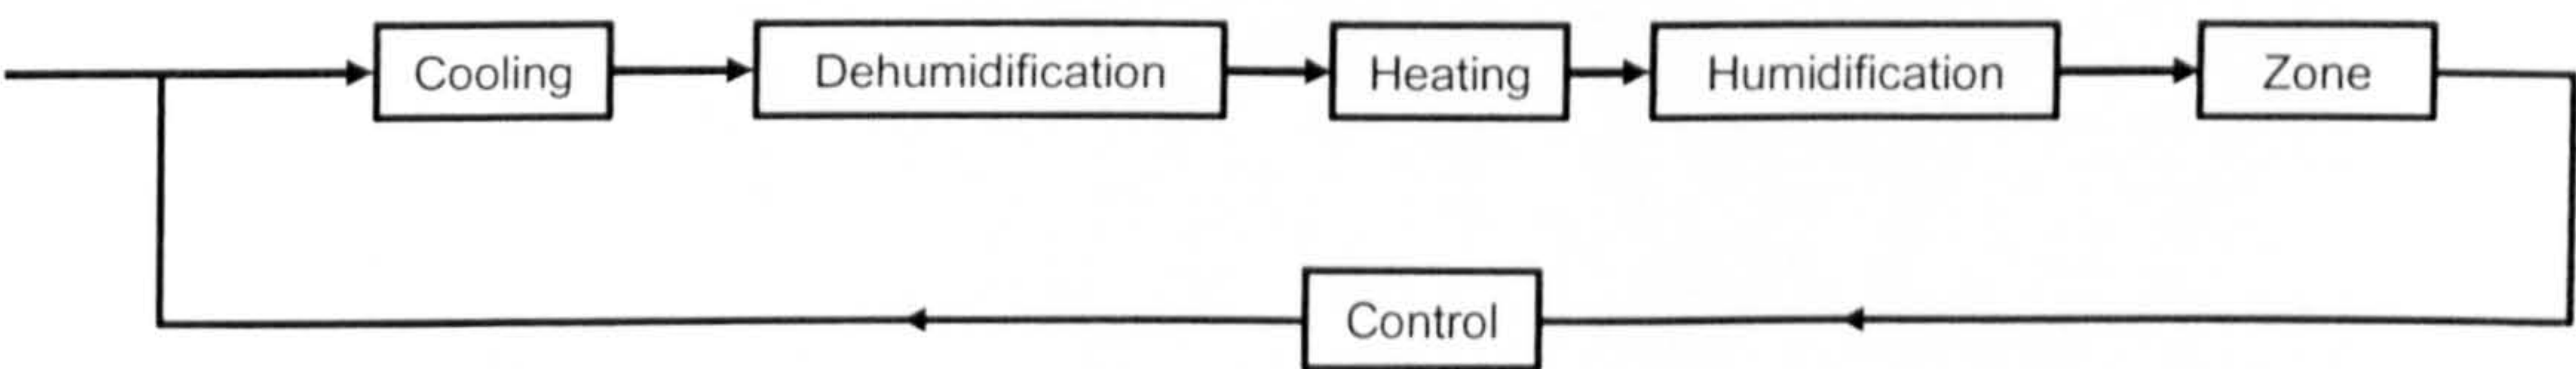 Cooling
Dehumidification
Heating
Humidification
Zone
Control